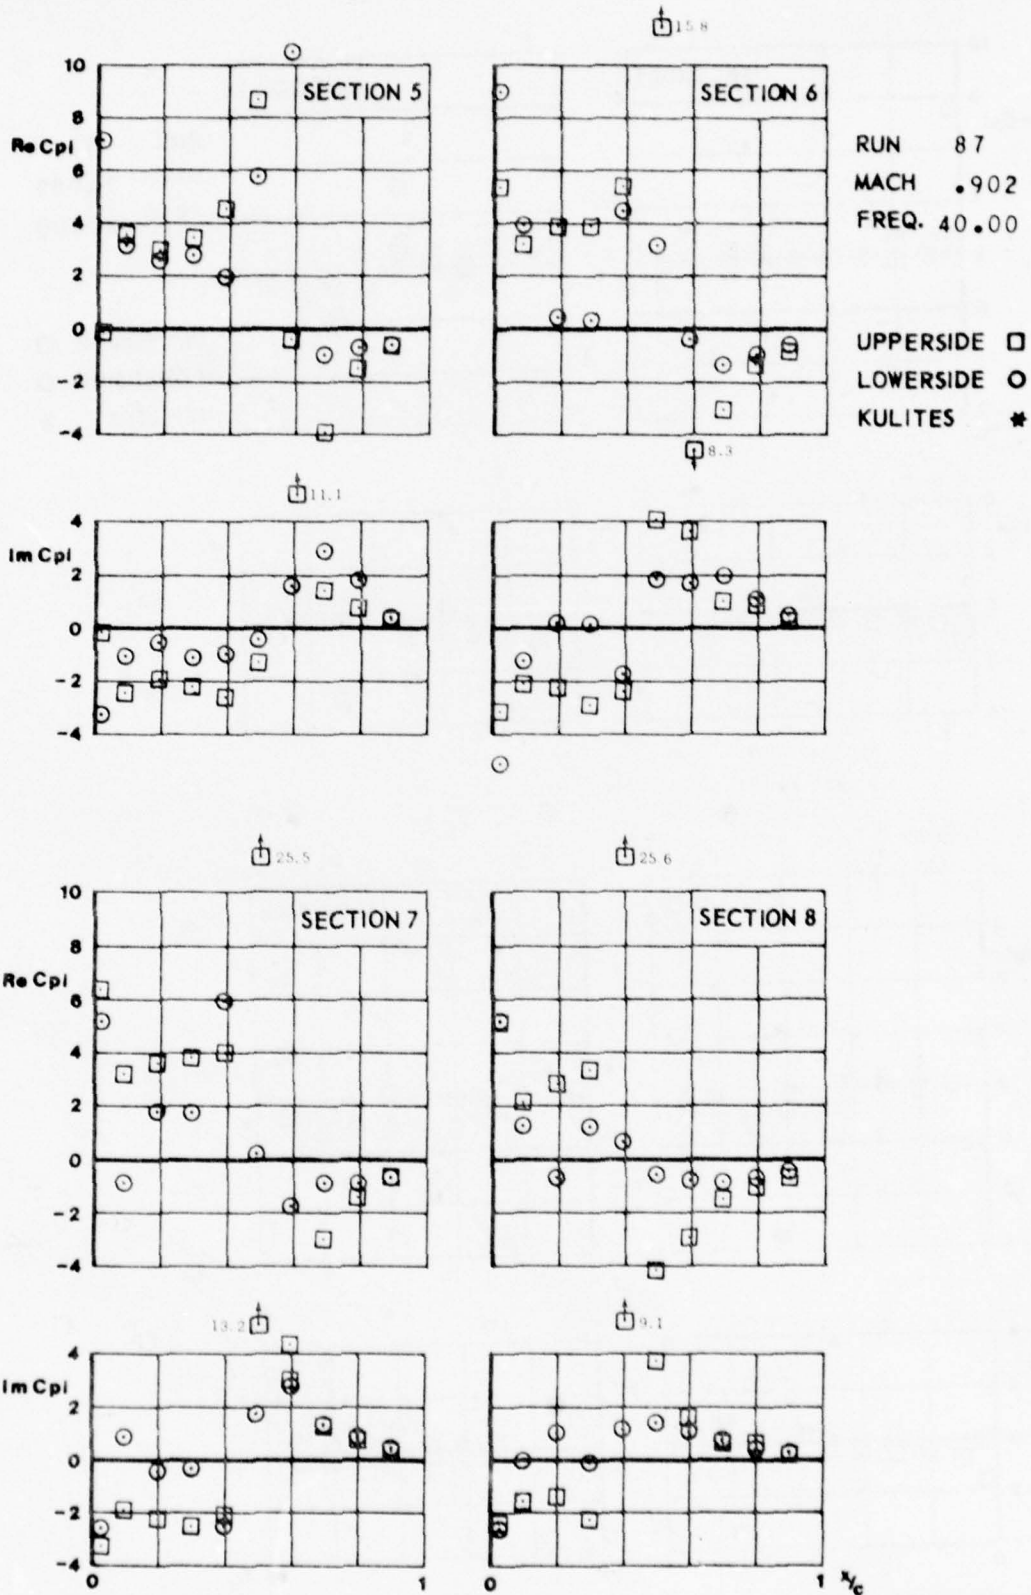 15.8
10
SECTION 5
SECTION 6
8
Re Cpi
6
4
2
0
-2
-4
RUN 87
MACH .902
FREQ. 40.00
UPPERSIDE
LOWERSIDE
KULITES
8.3
11.1
4
Im Cpi
2
0
-2
-4
25.5
25.6
10
SECTION 7
SECTION 8
8
Re Cpi
6
4
2
0
-2
-4
13.2
9.1
4
Im Cpi
2
0
-2
-4
0
1
0
1
x/c